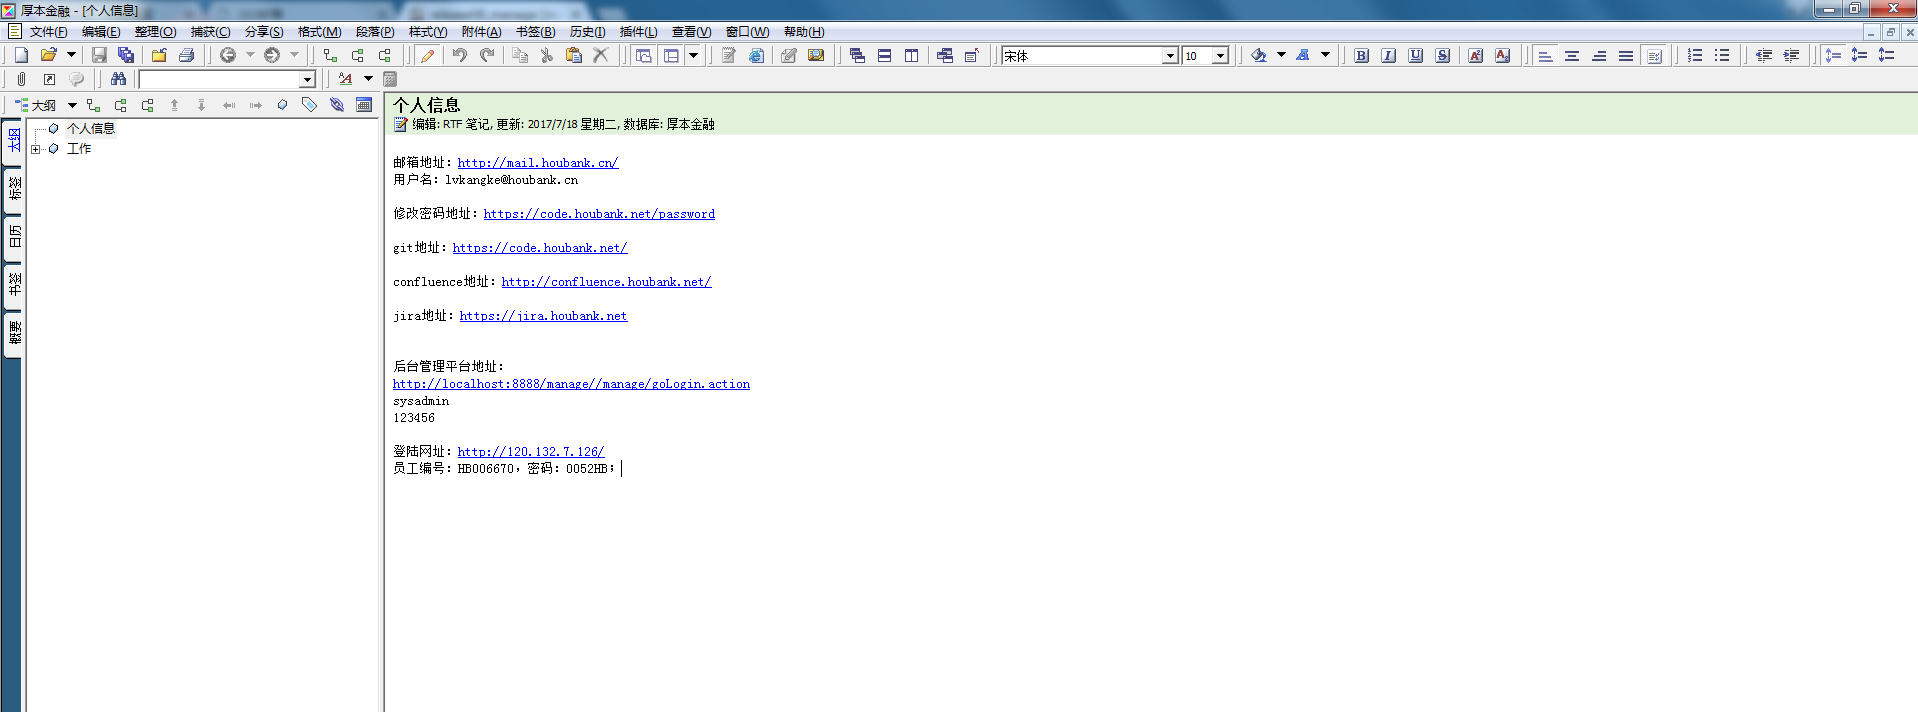 厚本金融 - [个人信息]
文件(F) 编辑(E) 整理(O) 捕获(C) 分享(S) 格式(M) 段落(P) 样式(Y) 附件(A) 书签(B) 历史(I) 插件(L) 查看(V) 窗口(W) 帮助(H)
宋体 10
大纲
大纲
标签
日历
书签
概要
个人信息
工作
个人信息
编辑: RTF 笔记, 更新: 2017/7/18 星期二, 数据库: 厚本金融
邮箱地址：http://mail.houbank.cn/
用户名：lvkangke@houbank.cn
修改密码地址：https://code.houbank.net/password
git地址：https://code.houbank.net/
confluence地址：http://confluence.houbank.net/
jira地址：https://jira.houbank.net
后台管理平台地址：
http://localhost:8888/manage//manage/goLogin.action
sysadmin
123456
登陆网址：http://120.132.7.126/
员工编号：HB006670，密码：0052HB；